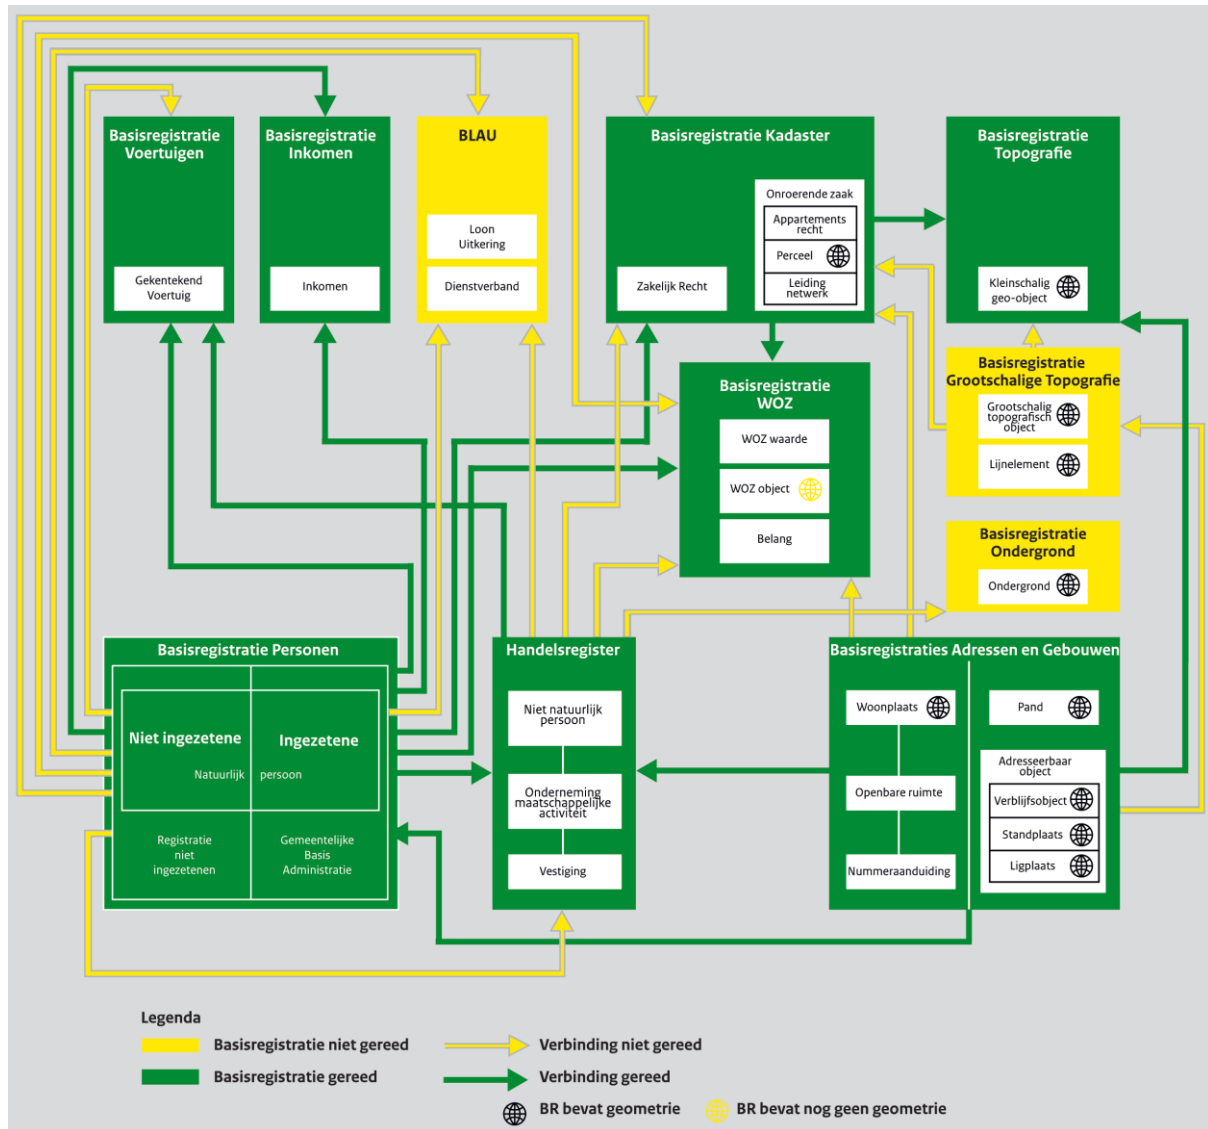 Basisregistratie
Voertuigen
Gekentekend
Voertuig
Basisregistratie
Inkomen
Inkomen
BLAU
Loon
Uitkering
Dienstverband
Basisregistratie Kadaster
Onroerende zaak
Appartements
recht
Perceel
Leiding
netwerk
Zakelijk Recht
Basisregistratie
Topografie
Kleinschalig
geo-object
Basisregistratie
Grootschalige Topografie
Grootschalig
topografisch
object
Lijnelement
Basisregistratie
WOZ
WOZ waarde
WOZ object
Belang
Basisregistratie
Ondergrond
Ondergrond
Basisregistratie Personen
Niet ingezetene
Ingezetene
Natuurlijk persoon
Registratie
niet
ingezetenen
Gemeentelijke
Basis
Administratie
Handelsregister
Niet natuurlijk
persoon
Onderneming
maatschappelijke
activiteit
Vestiging
Basisregistraties Adressen en Gebouwen
Woonplaats
Openbare ruimte
Nummeraanduiding
Pand
Adresseerbaar
object
Verblijfsobject
Standplaats
Ligplaats
Legenda
Basisregistratie niet gereed
Verbinding niet gereed
Basisregistratie gereed
Verbinding gereed
BR bevat geometrie
BR bevat nog geen geometrie